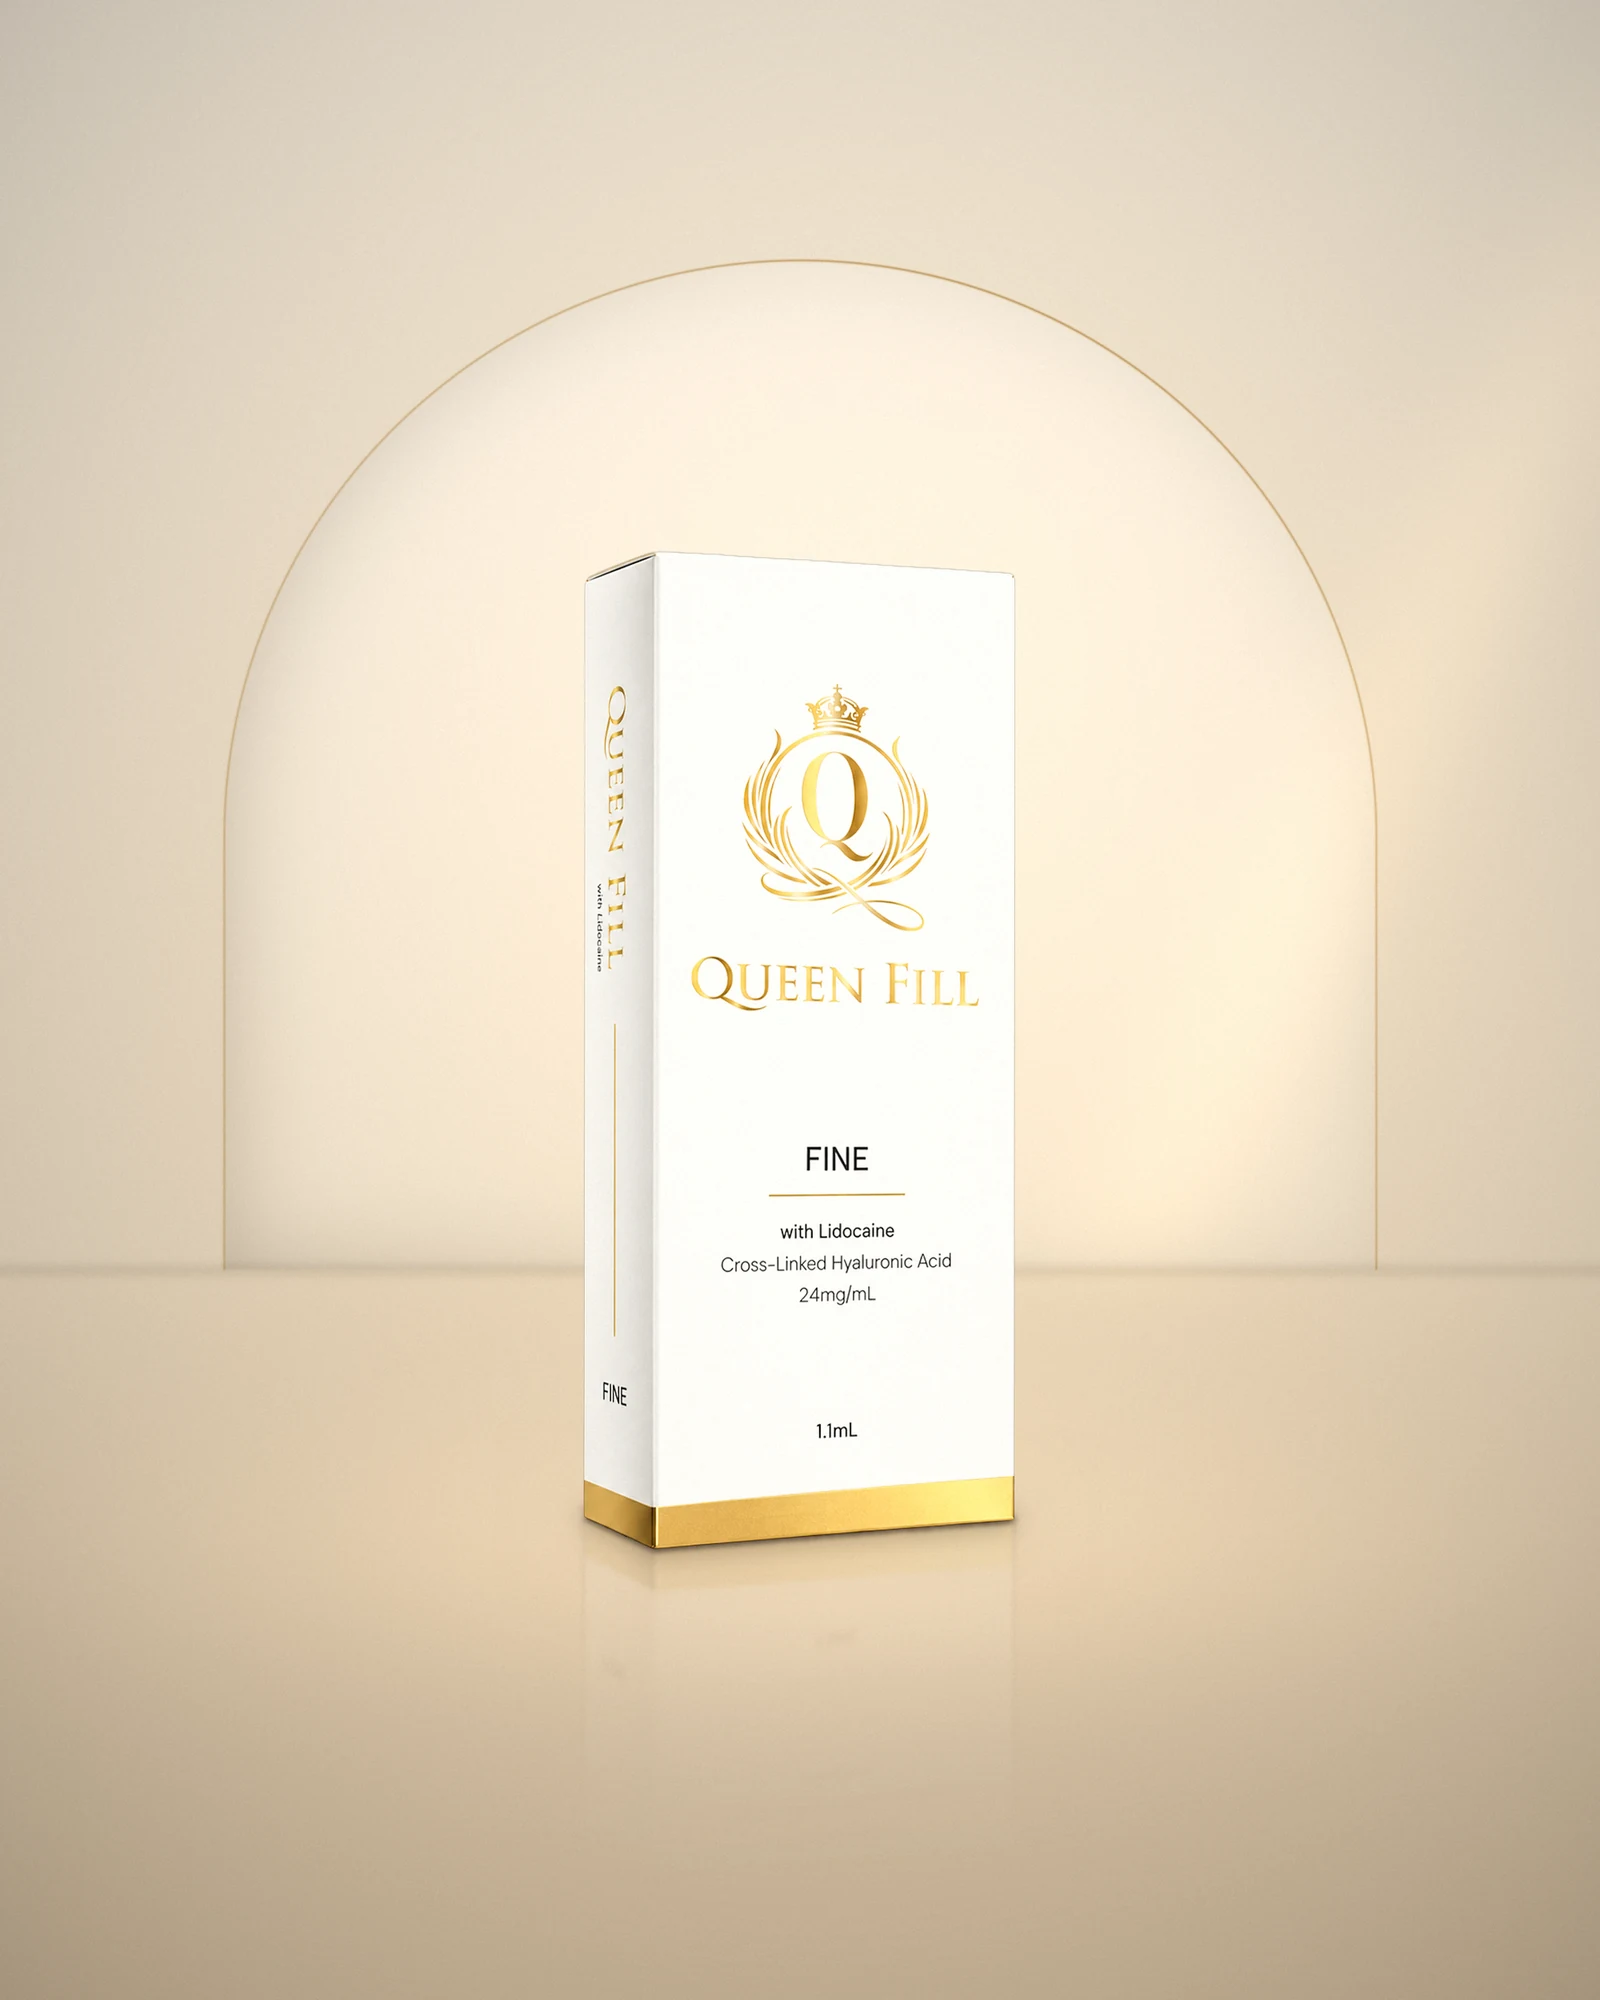 Q
QUEEN FILL
FINE
with Lidocaine
Cross-Linked Hyaluronic Acid
24mg/mL
1.1mL
QUEEN FILL
with Lidocaine
FINE